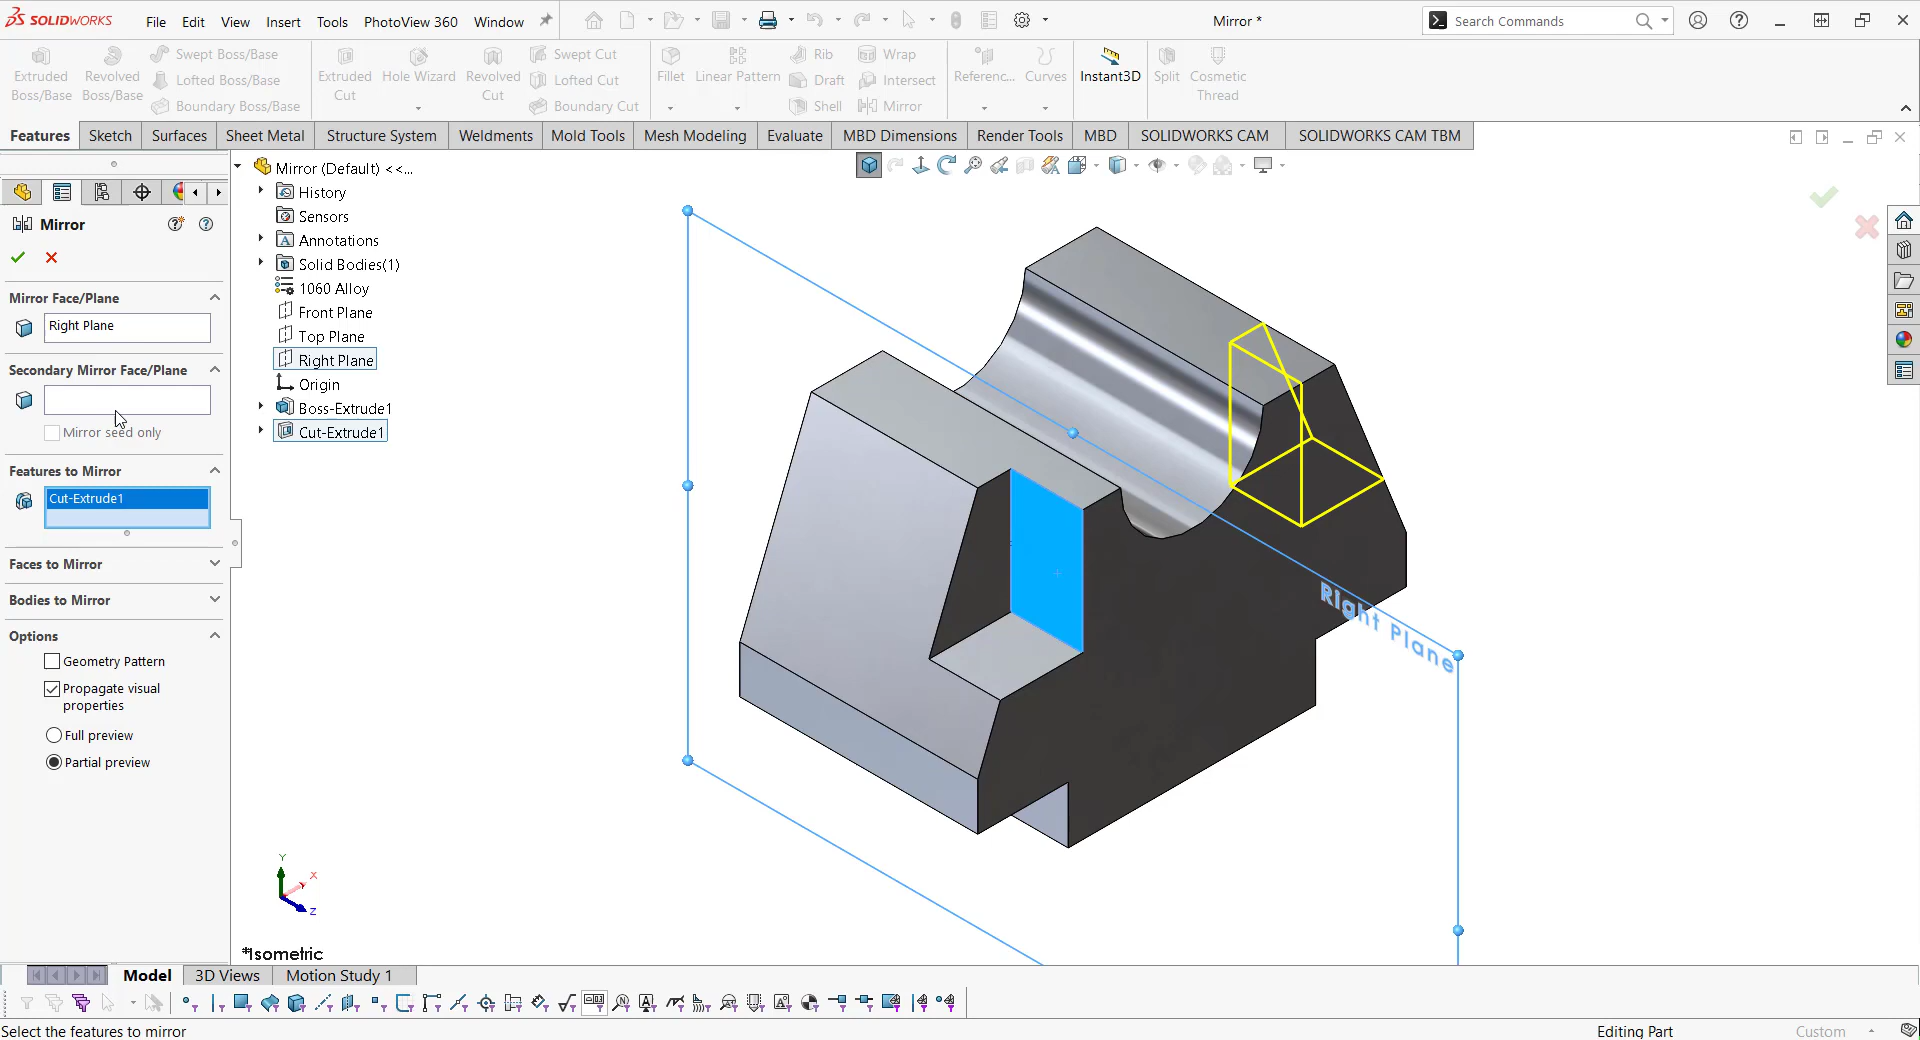 SOLIDWORKS File Edit View Insert Tools PhotoView 360 Window Mirror * Search Commands
Extruded Boss/Base
Revolved Boss/Base
Swept Boss/Base
Lofted Boss/Base
Boundary Boss/Base
Extruded Cut
Hole Wizard
Revolved Cut
Swept Cut
Lofted Cut
Boundary Cut
Fillet
Linear Pattern
Rib
Draft
Shell
Wrap
Intersect
Mirror
Referenc...
Curves
Instant3D
Split
Cosmetic Thread
Features Sketch Surfaces Sheet Metal Structure System Weldments Mold Tools Mesh Modeling Evaluate MBD Dimensions Render Tools MBD SOLIDWORKS CAM SOLIDWORKS CAM TBM
Mirror
Mirror Face/Plane
Right Plane
Secondary Mirror Face/Plane
Mirror seed only
Features to Mirror
Cut-Extrude1
Faces to Mirror
Bodies to Mirror
Options
Geometry Pattern
Propagate visual
properties
Full preview
Partial preview
Mirror (Default) <<...
History
Sensors
Annotations
Solid Bodies(1)
1060 Alloy
Front Plane
Top Plane
Right Plane
Origin
Boss-Extrude1
Cut-Extrude1
Right Plane
Y
X
Z
*Isometric
Model 3D Views Motion Study 1
Select the features to mirror Editing Part Custom